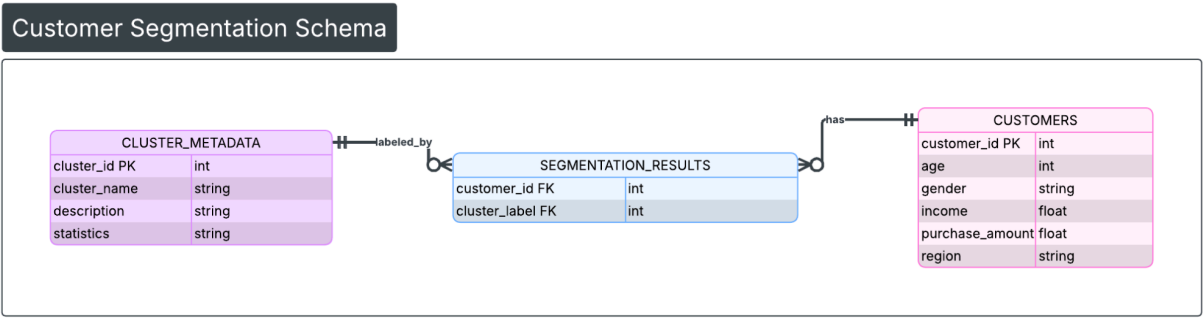 Customer Segmentation Schema
CLUSTER_METADATA
cluster_id PK int
cluster_name string
description string
statistics string
labeled_by
SEGMENTATION_RESULTS
customer_id FK int
cluster_label FK int
has
CUSTOMERS
customer_id PK int
age int
gender string
income float
purchase_amount float
region string